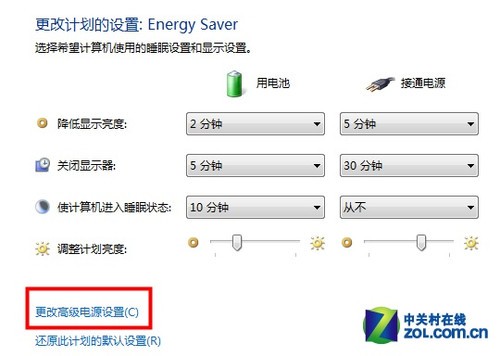 更改计划的设置: Energy Saver
选择希望计算机使用的睡眠设置和显示设置。
用电池 接通电源
降低显示亮度: 2 分钟 5 分钟
关闭显示器: 5 分钟 30 分钟
使计算机进入睡眠状态: 10 分钟 从不
调整计划亮度:
更改高级电源设置(C)
还原此计划的默认设置(R)
中关村在线
ZOL.COM.CN